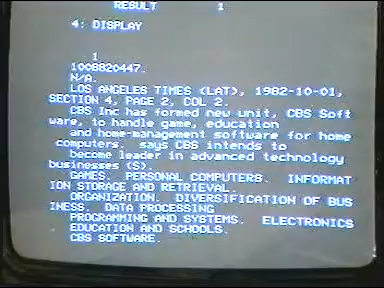 RESULT 1
4: DISPLAY
1
1008820447.
N/A.
LOS ANGELES TIMES (LAT), 1982-10-01,
SECTION 4, PAGE 2, COL 2.
CBS Inc has formed new unit, CBS Soft
ware, to handle game, education
and home-management software for home
computers. says CBS intends to
become leader in advanced technology
businesses (S).
GAMES. PERSONAL COMPUTERS. INFORMAT
ION STORAGE AND RETRIEVAL.
ORGANIZATION. DIVERSIFICATION OF BUS
INESS. DATA PROCESSING
PROGRAMMING AND SYSTEMS. ELECTRONICS
. EDUCATION AND SCHOOLS.
CBS SOFTWARE.